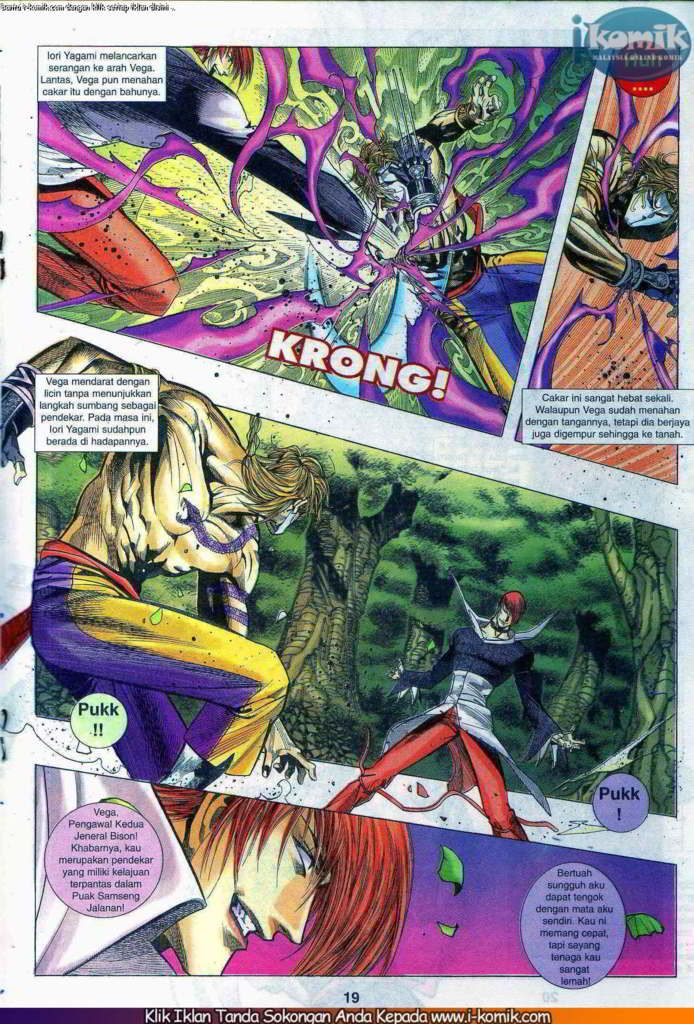 iKomik
MALAYSIA ONLINE KOMIK
Iori Yagami melancarkan
serangan ke arah Vega.
Lantas, Vega pun menahan
cakar itu dengan bahunya.
KRONG!
Cakar ini sangat hebat sekali.
Walaupun Vega sudah menahan
dengan tangannya, tetapi dia berjaya
juga digempur sehingga ke tanah.
Vega mendarat dengan
licin tanpa menunjukkan
langkah sumbang sebagai
pendekar. Pada masa ini,
Iori Yagami sudahpun
berada di hadapannya.
Pukk
!!
Pukk
!
Vega,
Pengawal Kedua
Jeneral Bison!
Khabarnya, kau
merupakan pendekar
yang miliki kelajuan
terpantas dalam
Puak Samseng
Jalanan!
Bertuah
sungguh aku
dapat tengok
dengan mata aku
sendiri. Kau ni
memang cepat,
tapi sayang
tenaga kau
sangat
lemah!
19
Klik Iklan Tanda Sokongan Anda Kepada www.i-komik.com